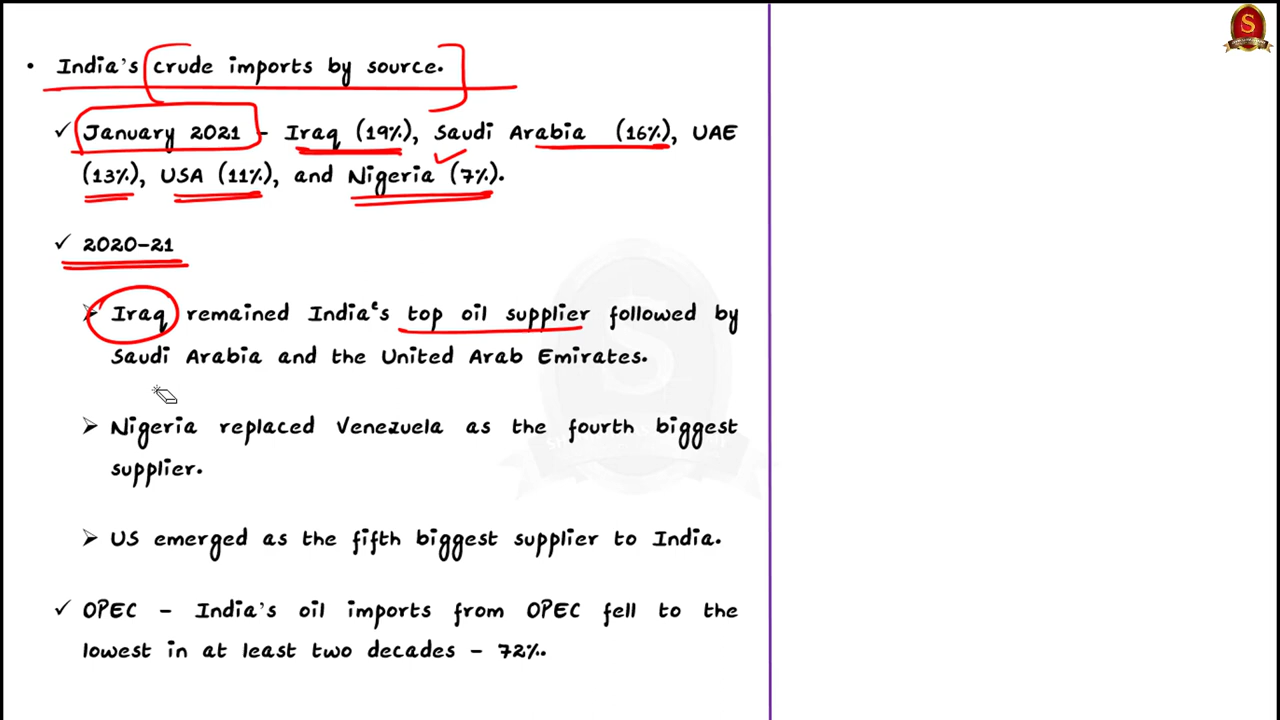 • India's crude imports by source.
✓ January 2021 - Iraq (19%), Saudi Arabia (16%), UAE
(13%), USA (11%), and Nigeria (7%).
✓ 2020-21
➢ Iraq remained India's top oil supplier followed by
Saudi Arabia and the United Arab Emirates.
➢ Nigeria replaced Venezuela as the fourth biggest
supplier.
➢ US emerged as the fifth biggest supplier to India.
✓ OPEC - India's oil imports from OPEC fell to the
lowest in at least two decades - 72%.
S